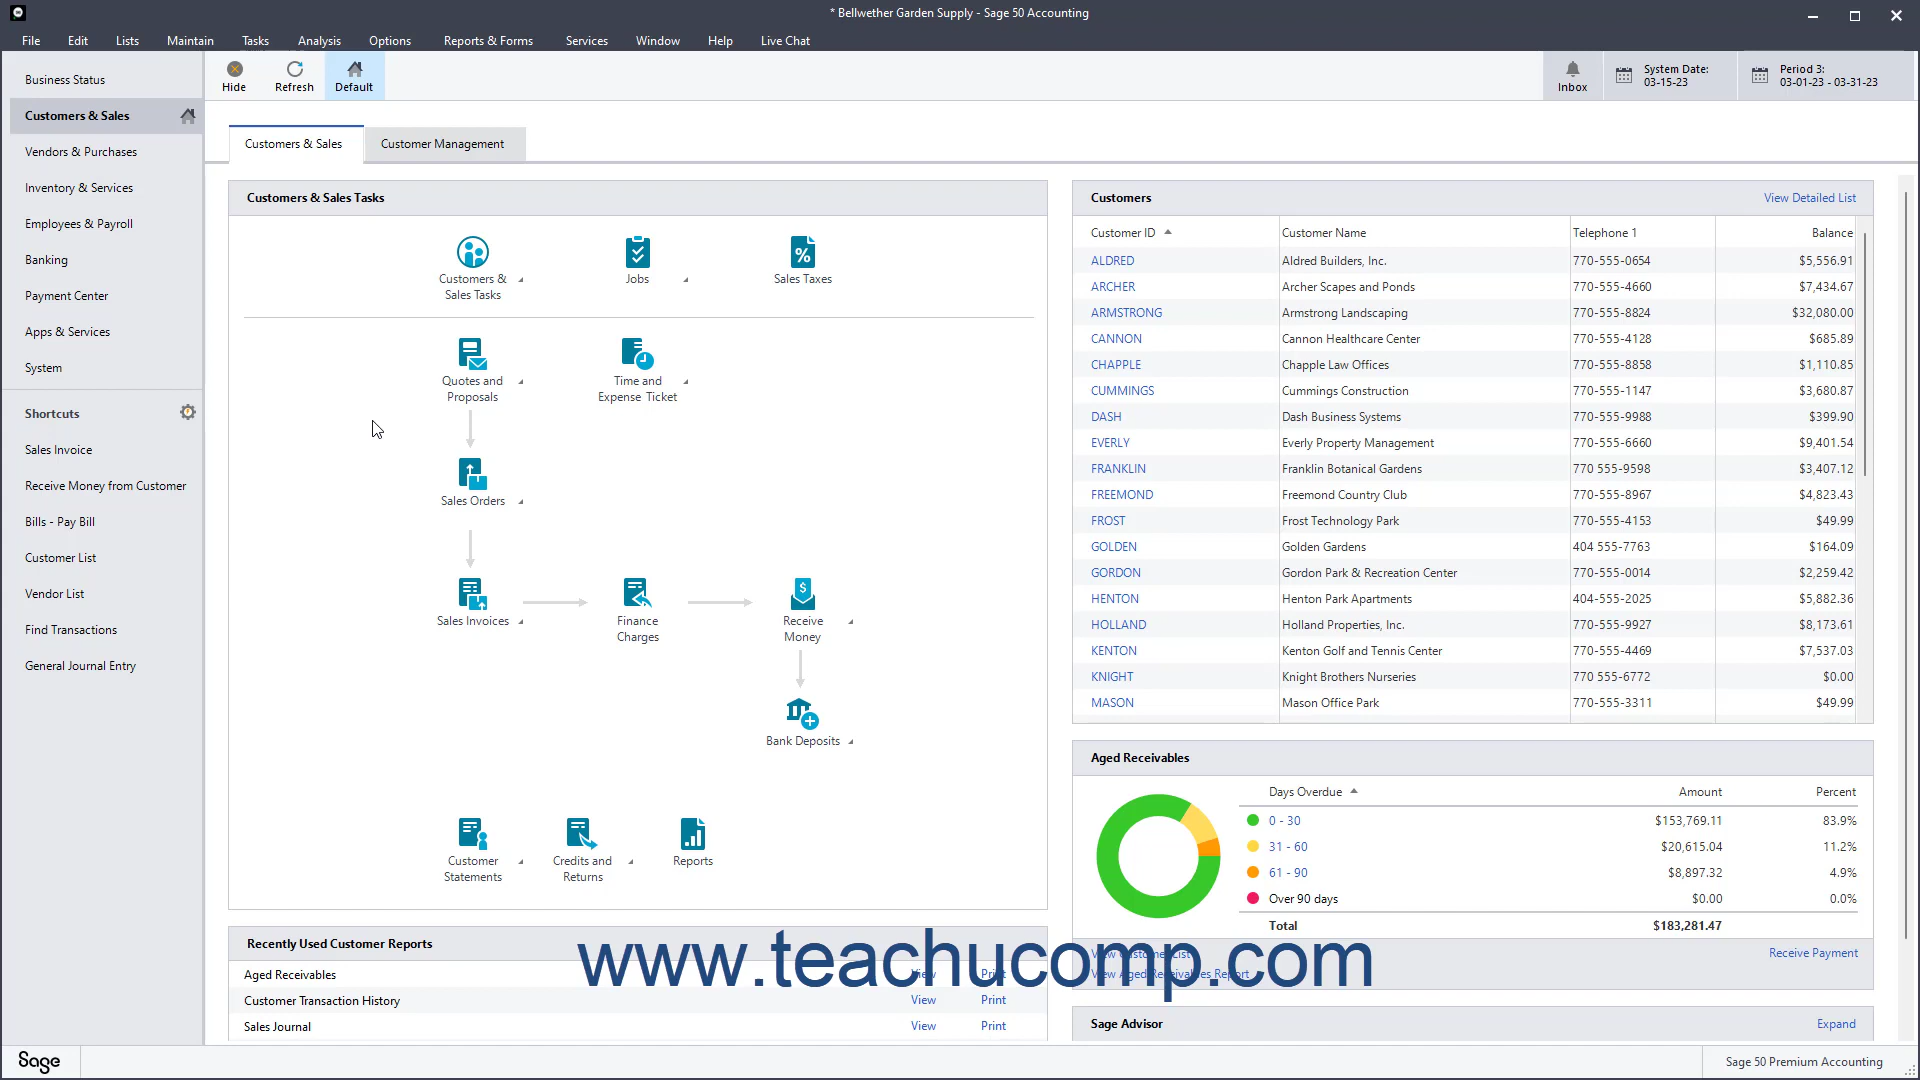 * Bellwether Garden Supply - Sage 50 Accounting
File Edit Lists Maintain Tasks Analysis Options Reports & Forms Services Window Help Live Chat
Business Status
Customers & Sales
Vendors & Purchases
Inventory & Services
Employees & Payroll
Banking
Payment Center
Apps & Services
System
Shortcuts
Sales Invoice
Receive Money from Customer
Bills - Pay Bill
Customer List
Vendor List
Find Transactions
General Journal Entry
Hide Refresh Default
Inbox
System Date:
03-15-23
Period 3:
03-01-23 - 03-31-23
Customers & Sales Customer Management
Customers & Sales Tasks
Customers &
Sales Tasks
Jobs
Sales Taxes
Quotes and
Proposals
Time and
Expense Ticket
Sales Orders
Sales Invoices
Finance
Charges
Receive
Money
Bank Deposits
Customer
Statements
Credits and
Returns
Reports
Recently Used Customer Reports
Aged Receivables View Print
Customer Transaction History View Print
Sales Journal View Print
Customers View Detailed List
Customer ID Customer Name Telephone 1 Balance
ALDRED Aldred Builders, Inc. 770-555-0654 $5,556.91
ARCHER Archer Scapes and Ponds 770-555-4660 $7,434.67
ARMSTRONG Armstrong Landscaping 770-555-8824 $32,080.00
CANNON Cannon Healthcare Center 770-555-4128 $685.89
CHAPPLE Chapple Law Offices 770-555-8858 $1,110.85
CUMMINGS Cummings Construction 770-555-1147 $3,680.87
DASH Dash Business Systems 770-555-9988 $399.90
EVERLY Everly Property Management 770-555-6660 $9,401.54
FRANKLIN Franklin Botanical Gardens 770 555-9598 $3,407.12
FREEMOND Freemond Country Club 770-555-8967 $4,823.43
FROST Frost Technology Park 770-555-4153 $49.99
GOLDEN Golden Gardens 404 555-7763 $164.09
GORDON Gordon Park & Recreation Center 770-555-0014 $2,259.42
HENTON Henton Park Apartments 404-555-2025 $5,882.36
HOLLAND Holland Properties, Inc. 770-555-9927 $8,173.61
KENTON Kenton Golf and Tennis Center 770-555-4469 $7,537.03
KNIGHT Knight Brothers Nurseries 770 555-6772 $0.00
MASON Mason Office Park 770-555-3311 $49.99
Aged Receivables
Days Overdue Amount Percent
0 - 30 $153,769.11 83.9%
31 - 60 $20,615.04 11.2%
61 - 90 $8,897.32 4.9%
Over 90 days $0.00 0.0%
Total $183,281.47
View Customer List Receive Payment
View Aged Receivables Report
Sage Advisor Expand
www.teachucomp.com
Sage
Sage 50 Premium Accounting